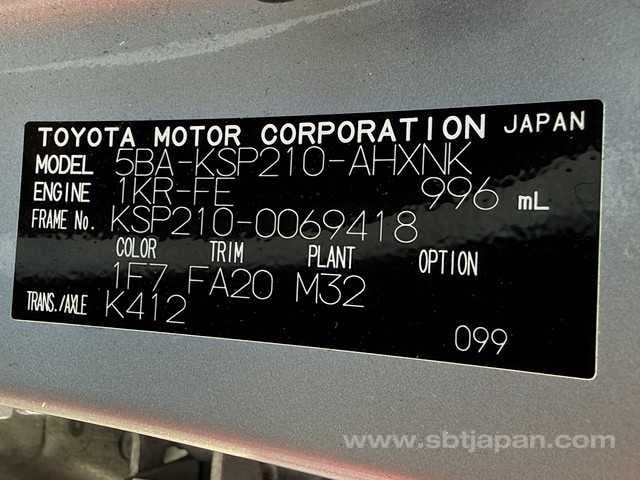 TOYOTA MOTOR CORPORATION JAPAN
MODEL 5BA-KSP210-AHXNK
ENGINE 1KR-FE 996 mL
FRAME No. KSP210-0069418
COLOR TRIM PLANT OPTION
1F7 FA20 M32
TRANS./AXLE K412
099
www.sbtjapan.com